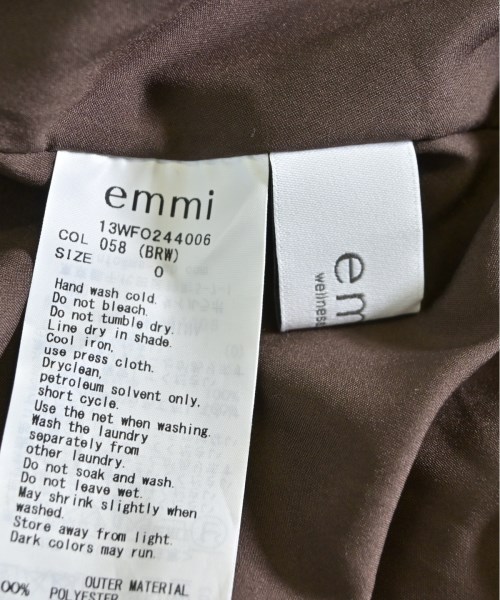 emmi
13WFO244006
COL 058 (BRW)
SIZE 0
Hand wash cold.
Do not bleach.
Do not tumble dry.
Line dry in shade.
Cool iron,
use press cloth.
Dryclean,
petroleum solvent only,
short cycle.
Use the net when washing.
Wash the laundry
separately from
other laundry.
Do not soak and wash.
Do not leave wet.
May shrink slightly when
washed.
Store away from light.
Dark colors may run.
OUTER MATERIAL
00% POLYESTER
em
wellness